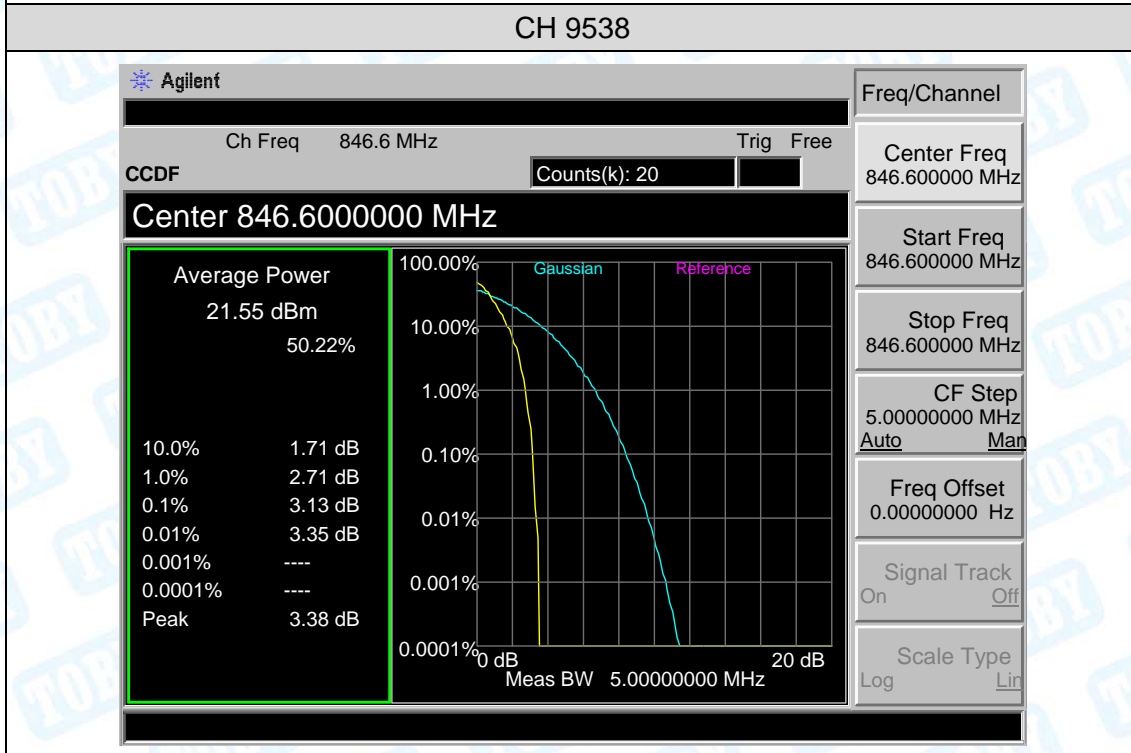 CH 9538
Agilent
Freq/Channel
Ch Freq 846.6 MHz Trig Free
CCDF Counts(k): 20
Center 846.6000000 MHz
Average Power
21.55 dBm
50.22%
10.0% 1.71 dB
1.0% 2.71 dB
0.1% 3.13 dB
0.01% 3.35 dB
0.001% ----
0.0001% ----
Peak 3.38 dB
Gaussian Reference
100.00%
10.00%
1.00%
0.10%
0.01%
0.001%
0.0001%
0 dB 20 dB
Meas BW 5.00000000 MHz
Center Freq
846.600000 MHz
Start Freq
846.600000 MHz
Stop Freq
846.600000 MHz
CF Step
5.00000000 MHz
Auto Man
Freq Offset
0.00000000 Hz
Signal Track
On Off
Scale Type
Log Lin
TOBY